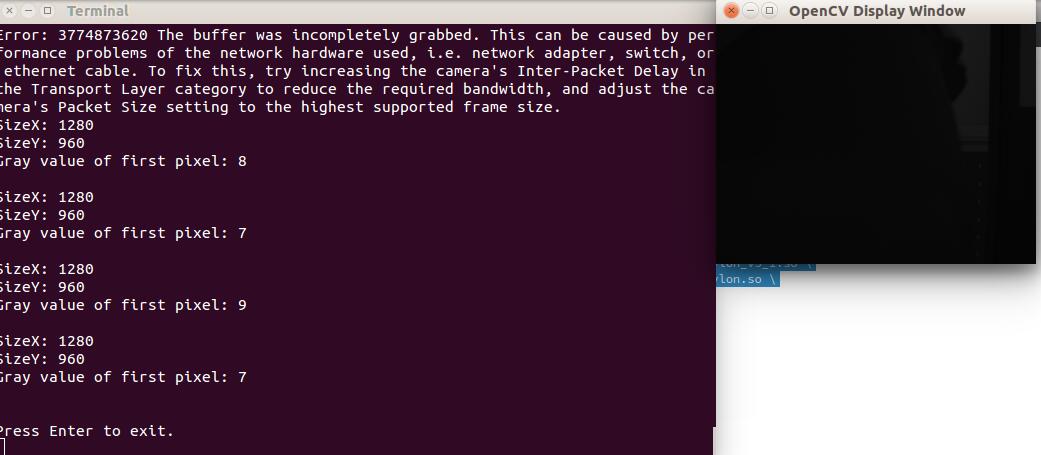 Terminal
OpenCV Display Window
Error: 3774873620 The buffer was incompletely grabbed. This can be caused by per
formance problems of the network hardware used, i.e. network adapter, switch, or
ethernet cable. To fix this, try increasing the camera's Inter-Packet Delay in
the Transport Layer category to reduce the required bandwidth, and adjust the ca
mera's Packet Size setting to the highest supported frame size.
SizeX: 1280
SizeY: 960
Gray value of first pixel: 8
SizeX: 1280
SizeY: 960
Gray value of first pixel: 7
SizeX: 1280
SizeY: 960
Gray value of first pixel: 9
SizeX: 1280
SizeY: 960
Gray value of first pixel: 7
Press Enter to exit.
ylon.so \